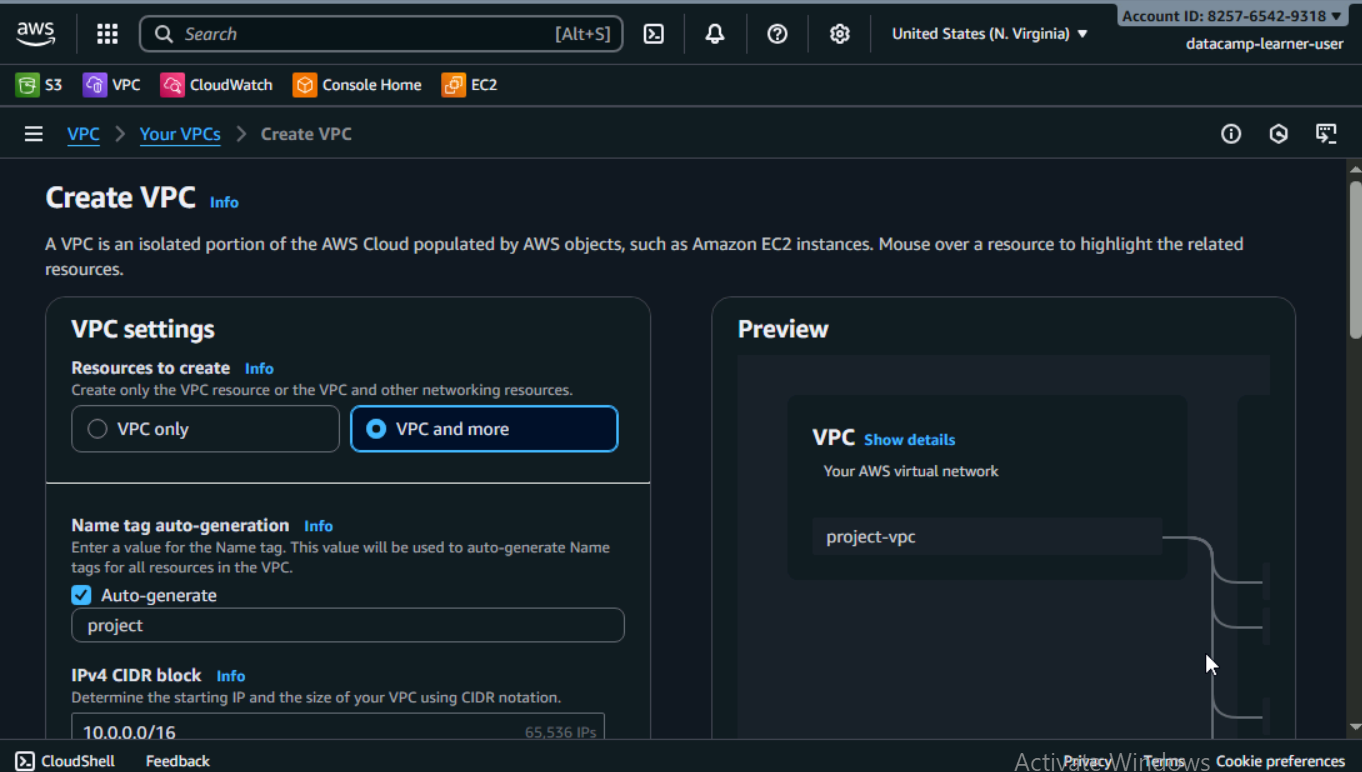 aws
Search [Alt+S]
United States (N. Virginia) ▼
Account ID: 8257-6542-9318 ▼
datacamp-learner-user
S3 VPC CloudWatch Console Home EC2
VPC > Your VPCs > Create VPC
Create VPC Info
A VPC is an isolated portion of the AWS Cloud populated by AWS objects, such as Amazon EC2 instances. Mouse over a resource to highlight the related
resources.
VPC settings
Resources to create Info
Create only the VPC resource or the VPC and other networking resources.
VPC only
VPC and more
Name tag auto-generation Info
Enter a value for the Name tag. This value will be used to auto-generate Name
tags for all resources in the VPC.
Auto-generate
project
IPv4 CIDR block Info
Determine the starting IP and the size of your VPC using CIDR notation.
10.0.0.0/16 65,536 IPs
Preview
VPC Show details
Your AWS virtual network
project-vpc
CloudShell Feedback
Activate Windows
Privacy Terms Cookie preferences